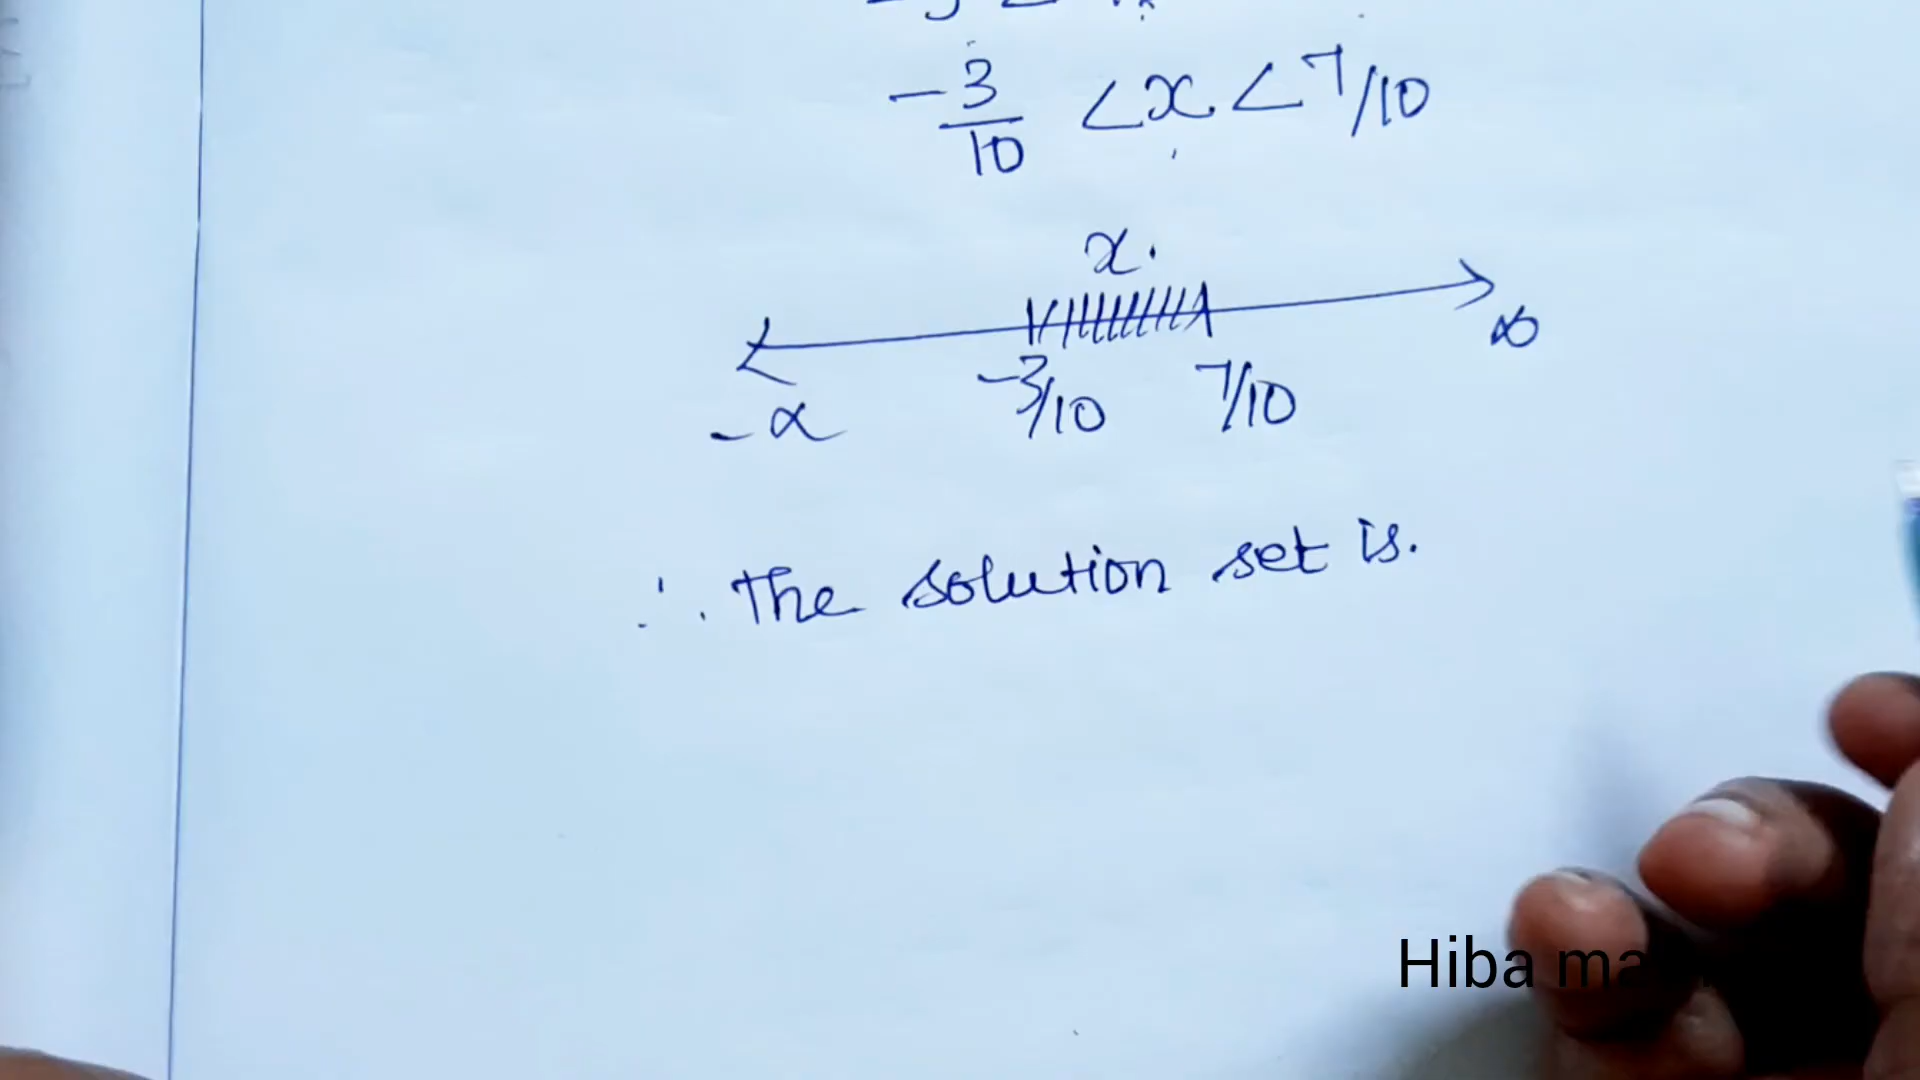 -3/10 < x < 7/10
x.
-∝ -3/10 7/10 ∞
∴ The solution set is.
Hiba